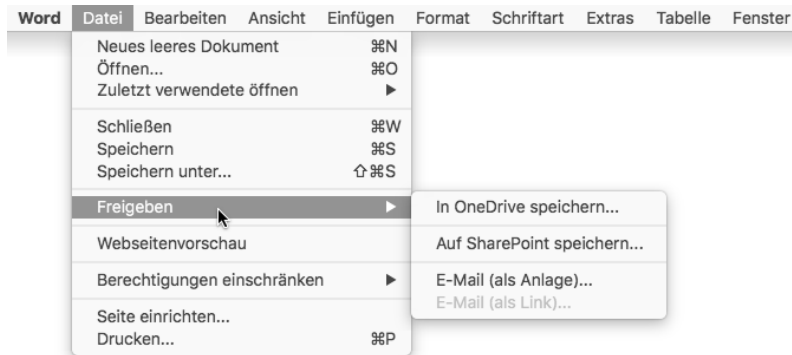 Word Datei Bearbeiten Ansicht Einfügen Format Schriftart Extras Tabelle Fenster
Neues leeres Dokument ⌘N
Öffnen... ⌘O
Zuletzt verwendete öffnen ▶
Schließen ⌘W
Speichern ⌘S
Speichern unter... ⇧⌘S
Freigeben ▶
In OneDrive speichern...
Webseitenvorschau
Auf SharePoint speichern...
Berechtigungen einschränken ▶
E-Mail (als Anlage)...
E-Mail (als Link)...
Seite einrichten...
Drucken... ⌘P